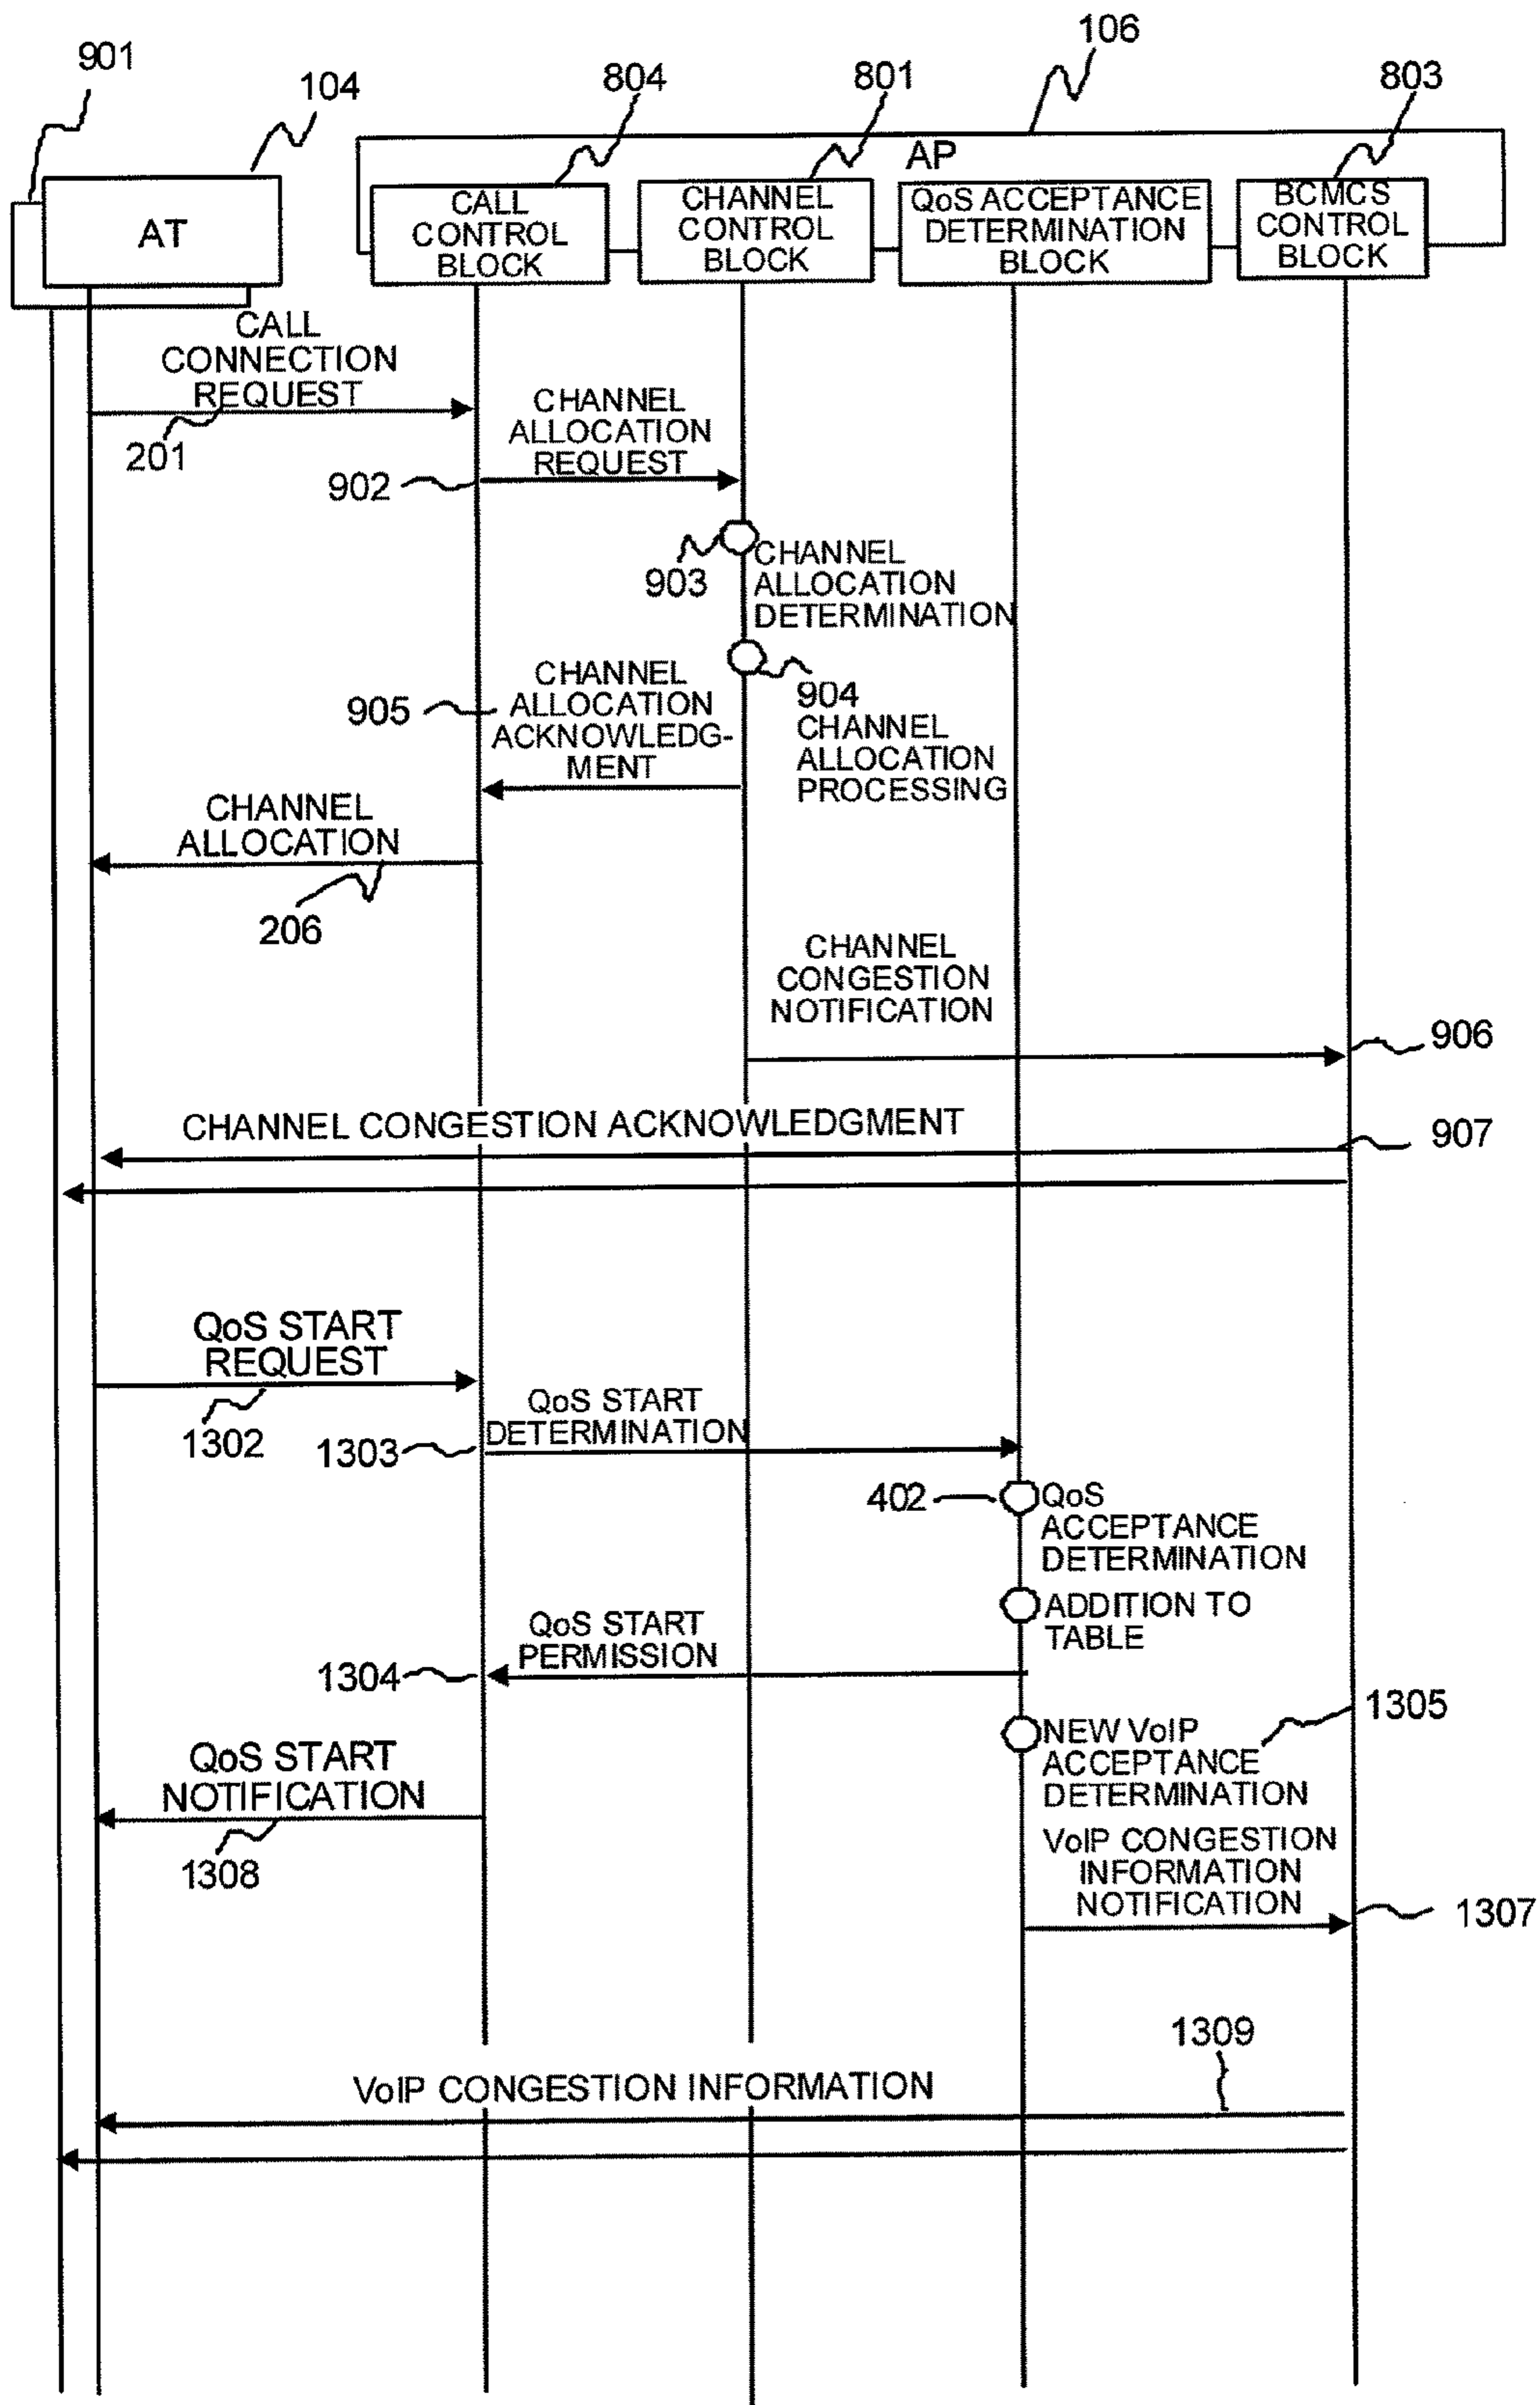 106
901
104
804
801
803
AP
AT
CALL
CONTROL
BLOCK
CHANNEL
CONTROL
BLOCK
QoS ACCEPTANCE
DETERMINATION
BLOCK
BCMCS
CONTROL
BLOCK
CALL
CONNECTION
REQUEST
201
CHANNEL
ALLOCATION
REQUEST
902
903
CHANNEL
ALLOCATION
DETERMINATION
904
CHANNEL
ALLOCATION
PROCESSING
905
CHANNEL
ALLOCATION
ACKNOWLEDG-
MENT
CHANNEL
ALLOCATION
206
CHANNEL
CONGESTION
NOTIFICATION
906
CHANNEL CONGESTION ACKNOWLEDGMENT
907
QoS START
REQUEST
1302
1303
QoS START
DETERMINATION
402
QoS
ACCEPTANCE
DETERMINATION
ADDITION TO
TABLE
QoS START
PERMISSION
1304
1305
NEW VoIP
ACCEPTANCE
DETERMINATION
QoS START
NOTIFICATION
1308
VoIP CONGESTION
INFORMATION
NOTIFICATION
1307
1309
VoIP CONGESTION INFORMATION